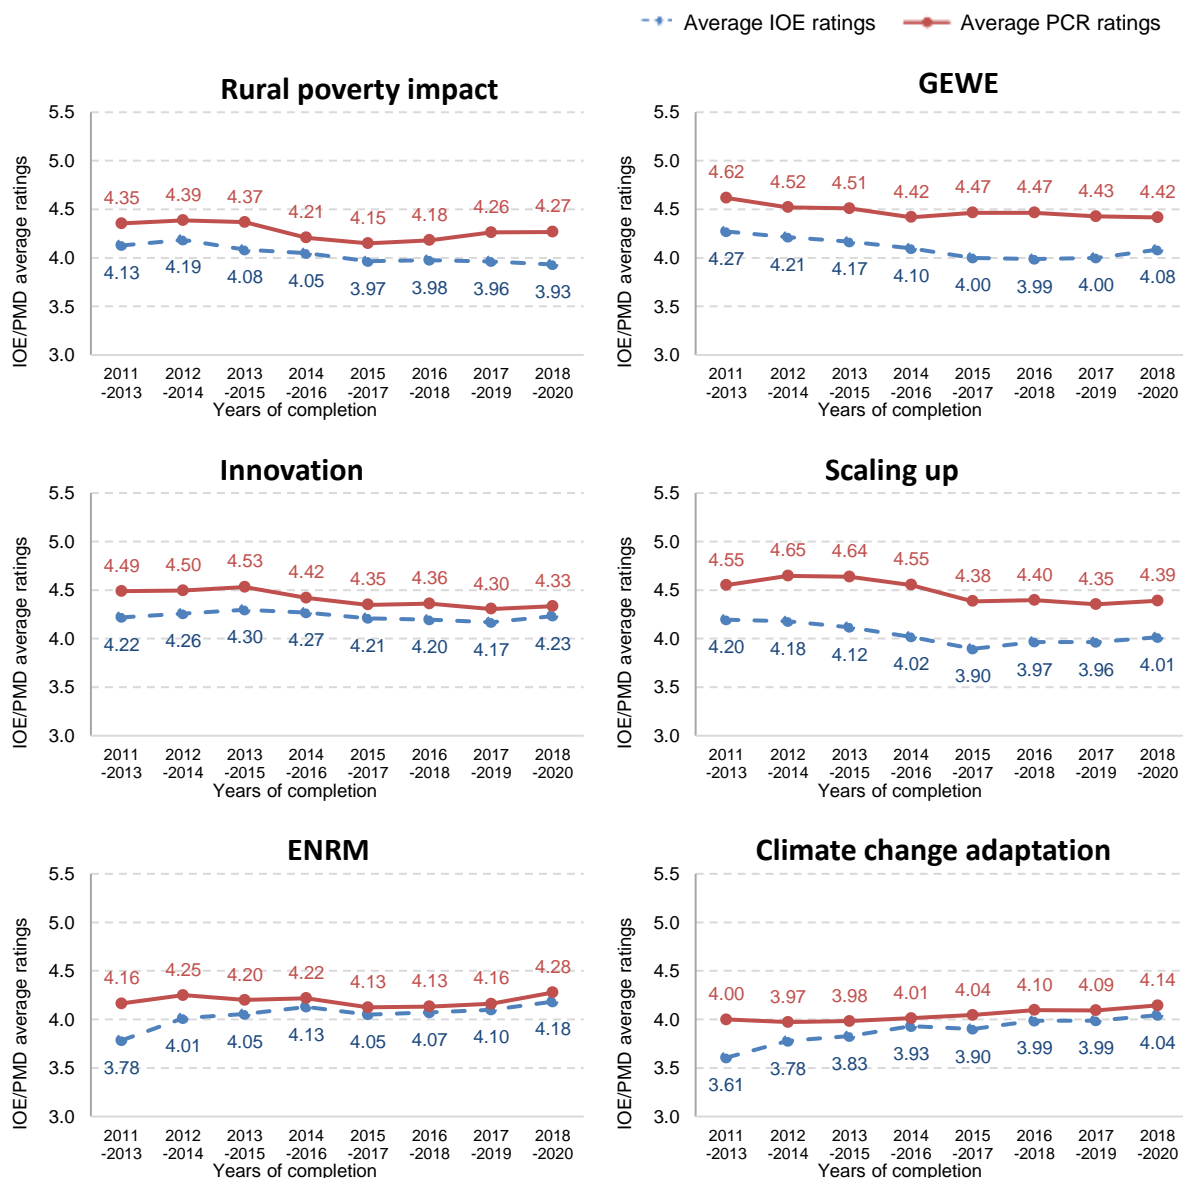 Average IOE ratings Average PCR ratings
Rural poverty impact
IOE/PMD average ratings
5.5
5.0
4.5
4.0
3.5
3.0
4.35 4.39 4.37 4.21 4.15 4.18 4.26 4.27
4.13 4.19 4.08 4.05 3.97 3.98 3.96 3.93
2011 2012 2013 2014 2015 2016 2017 2018
-2013 -2014 -2015 -2016 -2017 -2018 -2019 -2020
Years of completion
GEWE
IOE/PMD average ratings
5.5
5.0
4.5
4.0
3.5
3.0
4.62 4.52 4.51 4.42 4.47 4.47 4.43 4.42
4.27 4.21 4.17 4.10 4.00 3.99 4.00 4.08
2011 2012 2013 2014 2015 2016 2017 2018
-2013 -2014 -2015 -2016 -2017 -2018 -2019 -2020
Years of completion
Innovation
IOE/PMD average ratings
5.5
5.0
4.5
4.0
3.5
3.0
4.49 4.50 4.53 4.42 4.35 4.36 4.30 4.33
4.22 4.26 4.30 4.27 4.21 4.20 4.17 4.23
2011 2012 2013 2014 2015 2016 2017 2018
-2013 -2014 -2015 -2016 -2017 -2018 -2019 -2020
Years of completion
Scaling up
IOE/PMD average ratings
5.5
5.0
4.5
4.0
3.5
3.0
4.55 4.65 4.64 4.55 4.38 4.40 4.35 4.39
4.20 4.18 4.12 4.02 3.90 3.97 3.96 4.01
2011 2012 2013 2014 2015 2016 2017 2018
-2013 -2014 -2015 -2016 -2017 -2018 -2019 -2020
Years of completion
ENRM
IOE/PMD average ratings
5.5
5.0
4.5
4.0
3.5
3.0
4.16 4.25 4.20 4.22 4.13 4.13 4.16 4.28
3.78 4.01 4.05 4.13 4.05 4.07 4.10 4.18
2011 2012 2013 2014 2015 2016 2017 2018
-2013 -2014 -2015 -2016 -2017 -2018 -2019 -2020
Years of completion
Climate change adaptation
IOE/PMD average ratings
5.5
5.0
4.5
4.0
3.5
3.0
4.00 3.97 3.98 4.01 4.04 4.10 4.09 4.14
3.61 3.78 3.83 3.93 3.90 3.99 3.99 4.04
2011 2012 2013 2014 2015 2016 2017 2018
-2013 -2014 -2015 -2016 -2017 -2018 -2019 -2020
Years of completion